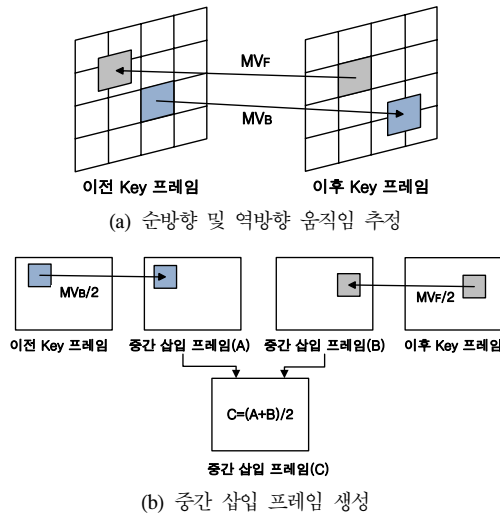 MVF
MVB
이전 Key 프레임 이후 Key 프레임
(a) 순방향 및 역방향 움직임 추정
MVB/2 MVF/2
이전 Key 프레임 중간 삽입 프레임(A) 중간 삽입 프레임(B) 이후 Key 프레임
C=(A+B)/2
중간 삽입 프레임(C)
(b) 중간 삽입 프레임 생성